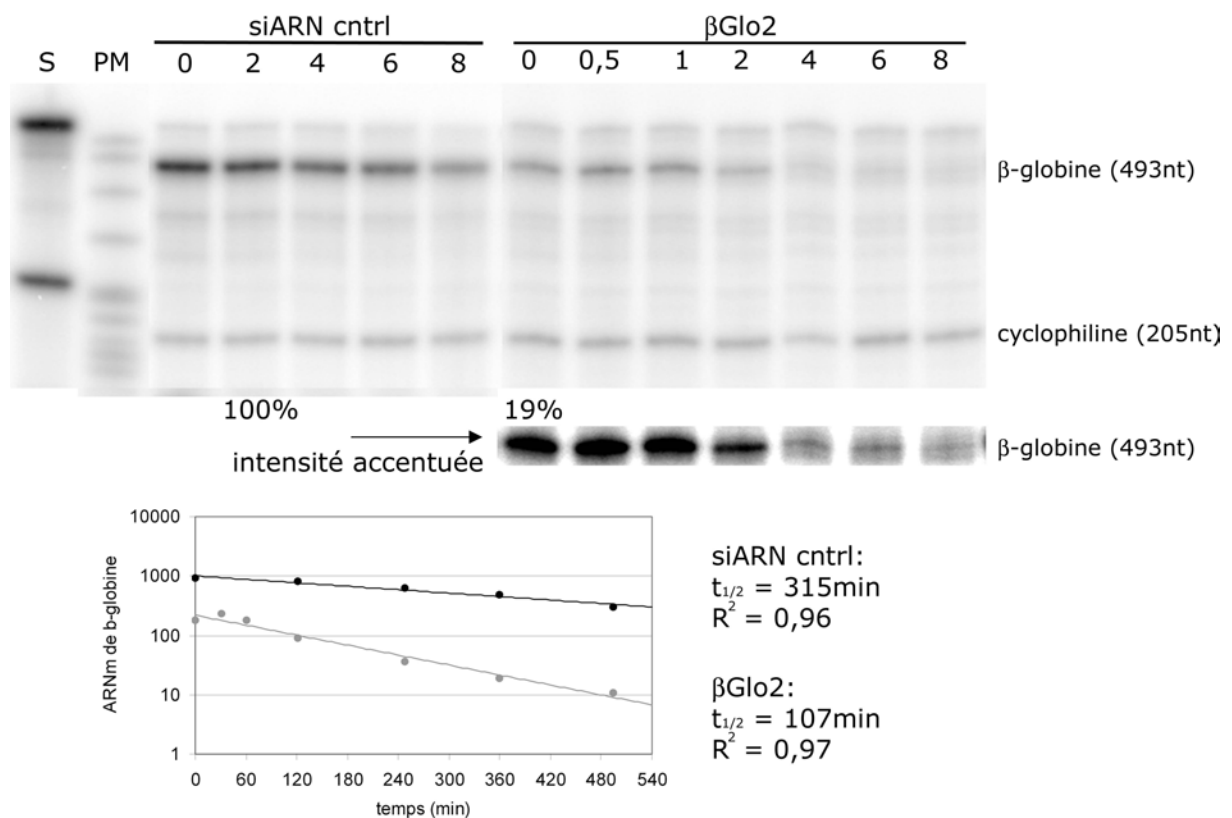 siARN cntrl βGlo2
S PM 0 2 4 6 8 0 0,5 1 2 4 6 8
β-globine (493nt)
cyclophiline (205nt)
100% 19%
intensité accentuée β-globine (493nt)
ARNm de b-globine
10000
1000
100
10
1
0 60 120 180 240 300 360 420 480 540
temps (min)
siARN cntrl:
t1/2 = 315min
R² = 0,96
βGlo2:
t1/2 = 107min
R² = 0,97